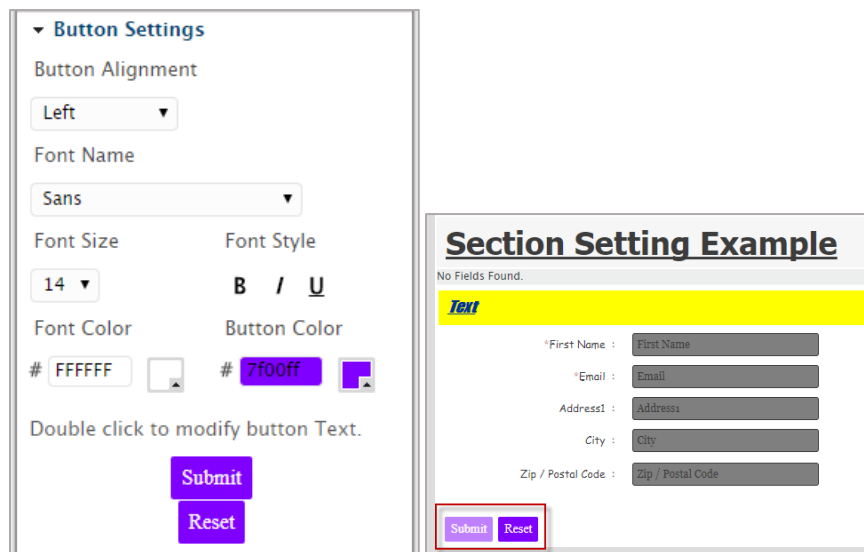 Button Settings
Button Alignment
Left
Font Name
Sans
Font Size Font Style
14 B I U
Font Color Button Color
# FFFFFF # 7f00ff
Double click to modify button Text.
Submit
Reset
Section Setting Example
No Fields Found.
Text
*First Name : First Name
*Email : Email
Address1 : Address1
City : City
Zip / Postal Code : Zip / Postal Code
Submit Reset